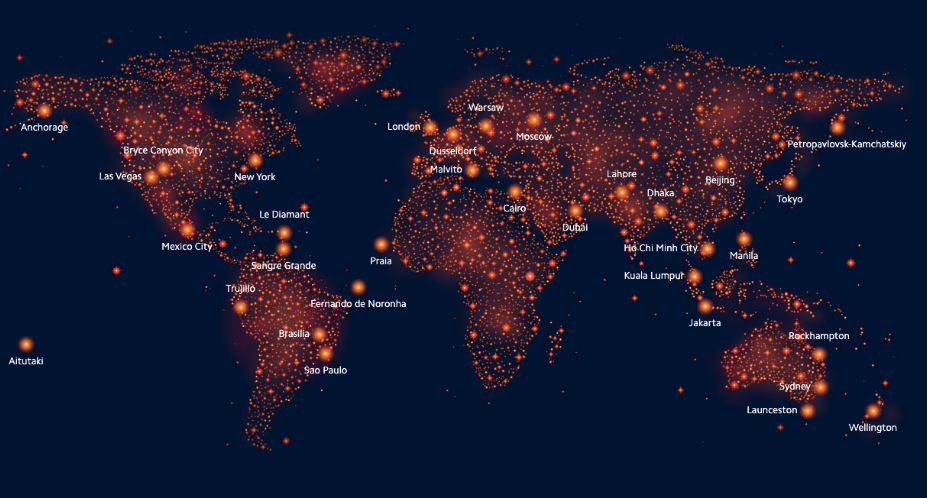 Warsaw
London
Moscow
Anchorage
Petropavlovsk-Kamchatskiy
Bryce Canyon City
Dusseldorf
Malvito
Las Vegas
New York
Lahore
Beijing
Dhaka
Tokyo
Cairo
Le Diamant
Dubai
Mexico City
Ho Chi Minh City
Manila
Praia
Sangre Grande
Kuala Lumpur
Trujillo
Fernando de Noronha
Jakarta
Brasilia
Rockhampton
Aitutaki
Sao Paulo
Sydney
Launceston
Wellington